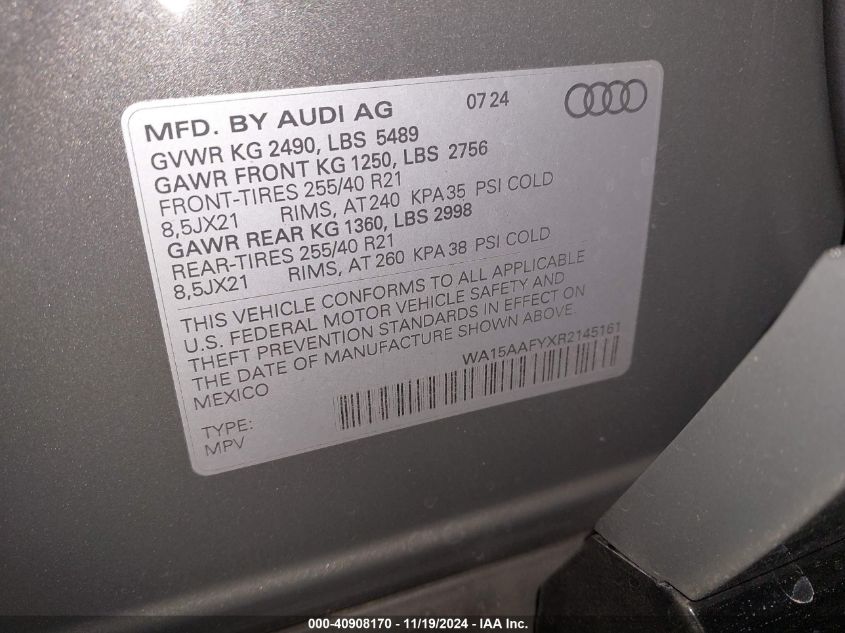 MFD. BY AUDI AG 07 24
GVWR KG 2490, LBS 5489
GAWR FRONT KG 1250, LBS 2756
FRONT-TIRES 255/40 R21
8,5JX21 RIMS, AT 240 KPA 35 PSI COLD
GAWR REAR KG 1360, LBS 2998
REAR-TIRES 255/40 R21
8,5JX21 RIMS, AT 260 KPA 38 PSI COLD
THIS VEHICLE CONFORMS TO ALL APPLICABLE
U.S. FEDERAL MOTOR VEHICLE SAFETY AND
THEFT PREVENTION STANDARDS IN EFFECT ON
THE DATE OF MANUFACTURE SHOWN ABOVE.
MEXICO WA15AAFYXR2145161
TYPE:
MPV
000-40908170 - 11/19/2024 - IAA Inc.